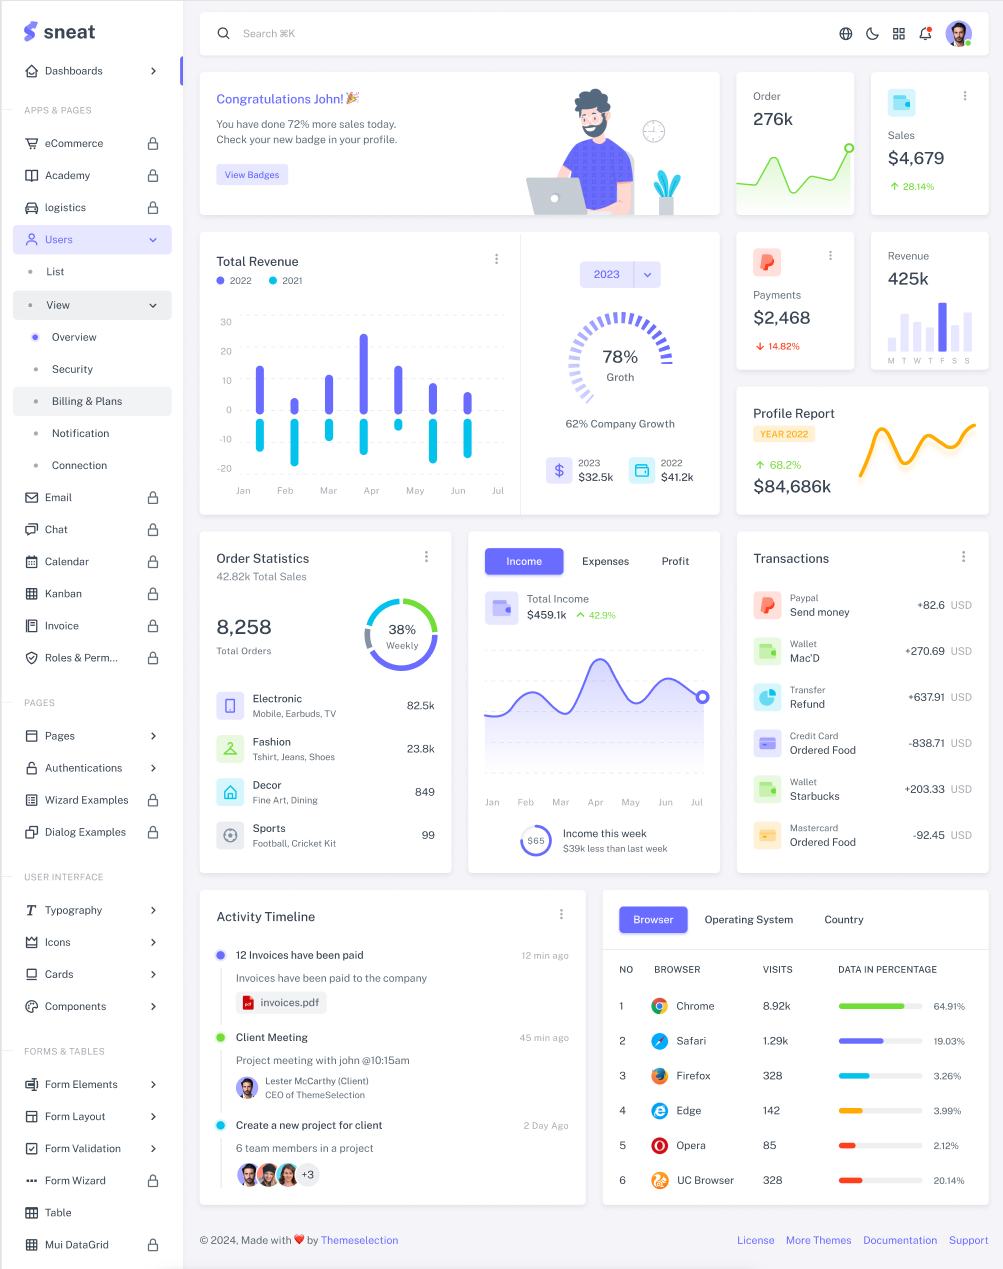 sneat
Search ⌘K
Dashboards
APPS & PAGES
eCommerce
Academy
logistics
Users
List
View
Overview
Security
Billing & Plans
Notification
Connection
Email
Chat
Calendar
Kanban
Invoice
Roles & Perm...
PAGES
Pages
Authentications
Wizard Examples
Dialog Examples
USER INTERFACE
Typography
Icons
Cards
Components
FORMS & TABLES
Form Elements
Form Layout
Form Validation
Form Wizard
Table
Mui DataGrid
Congratulations John! 🎉
You have done 72% more sales today.
Check your new badge in your profile.
View Badges
Order
276k
Sales
$4,679
28.14%
Total Revenue
2022 2021
30
20
10
0
-10
-20
Jan Feb Mar Apr May Jun Jul
2023
78%
Groth
62% Company Growth
2023
$32.5k
2022
$41.2k
Payments
$2,468
14.82%
Revenue
425k
M T W T F S S
Profile Report
YEAR 2022
68.2%
$84,686k
Order Statistics
42.82k Total Sales
8,258
Total Orders
38%
Weekly
Electronic
Mobile, Earbuds, TV
82.5k
Fashion
Tshirt, Jeans, Shoes
23.8k
Decor
Fine Art, Dining
849
Sports
Football, Cricket Kit
99
Income Expenses Profit
Total Income
$459.1k 42.9%
Jan Feb Mar Apr May Jun Jul
$65
Income this week
$39k less than last week
Transactions
Paypal
Send money
+82.6 USD
Wallet
Mac'D
+270.69 USD
Transfer
Refund
+637.91 USD
Credit Card
Ordered Food
-838.71 USD
Wallet
Starbucks
+203.33 USD
Mastercard
Ordered Food
-92.45 USD
Activity Timeline
12 Invoices have been paid 12 min ago
Invoices have been paid to the company
pdf invoices.pdf
Client Meeting 45 min ago
Project meeting with john @10:15am
Lester McCarthy (Client)
CEO of ThemeSelection
Create a new project for client 2 Day Ago
6 team members in a project
+3
Browser Operating System Country
NO BROWSER VISITS DATA IN PERCENTAGE
1 Chrome 8.92k 64.91%
2 Safari 1.29k 19.03%
3 Firefox 328 3.26%
4 Edge 142 3.99%
5 Opera 85 2.12%
6 UC Browser 328 20.14%
© 2024, Made with ❤️ by Themeselection
License More Themes Documentation Support